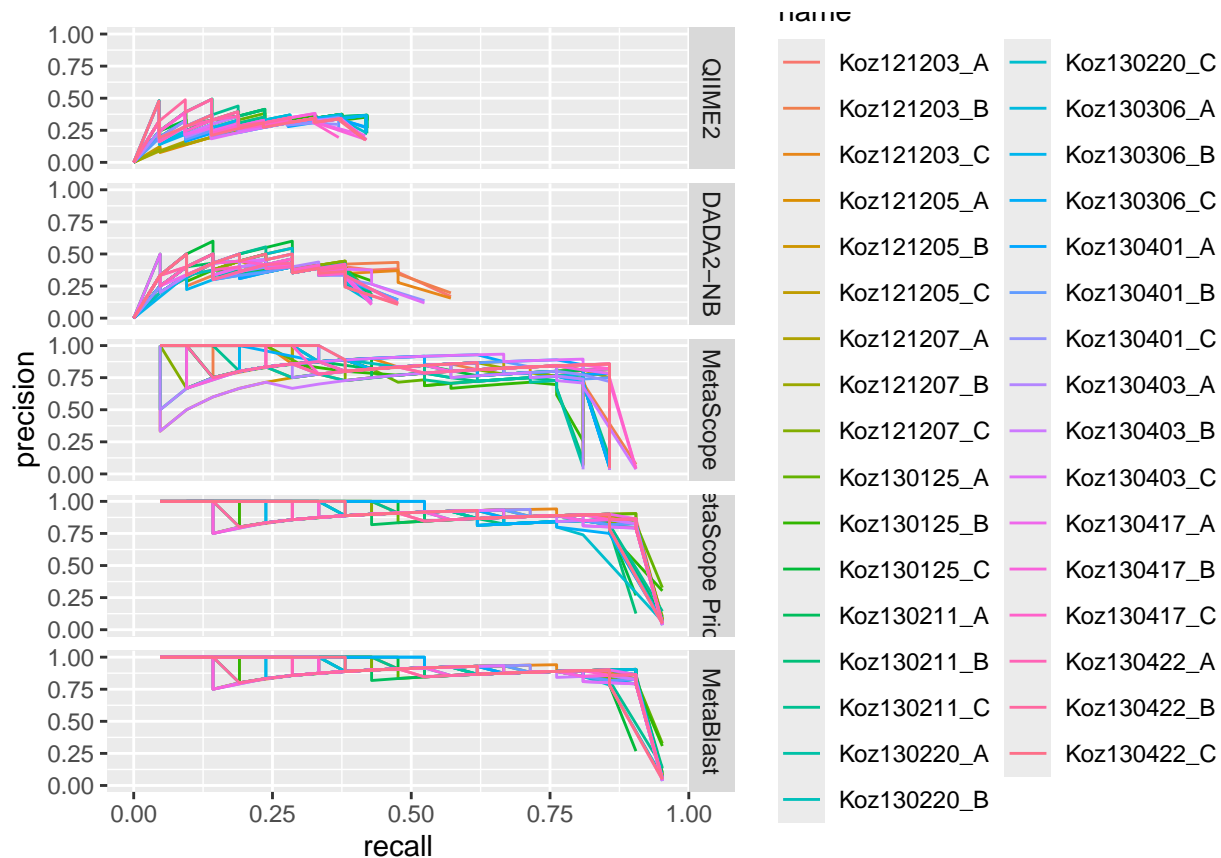 name
1.00
0.75
0.50
0.25
0.00
QIIME2
1.00
0.75
0.50
0.25
0.00
DADA2−NB
1.00
0.75
0.50
0.25
0.00
MetaScope
1.00
0.75
0.50
0.25
0.00
etaScope Pric
1.00
0.75
0.50
0.25
0.00
MetaBlast
precision
0.00
0.25
0.50
0.75
1.00
recall
Koz121203_A
Koz121203_B
Koz121203_C
Koz121205_A
Koz121205_B
Koz121205_C
Koz121207_A
Koz121207_B
Koz121207_C
Koz130125_A
Koz130125_B
Koz130125_C
Koz130211_A
Koz130211_B
Koz130211_C
Koz130220_A
Koz130220_B
Koz130220_C
Koz130306_A
Koz130306_B
Koz130306_C
Koz130401_A
Koz130401_B
Koz130401_C
Koz130403_A
Koz130403_B
Koz130403_C
Koz130417_A
Koz130417_B
Koz130417_C
Koz130422_A
Koz130422_B
Koz130422_C